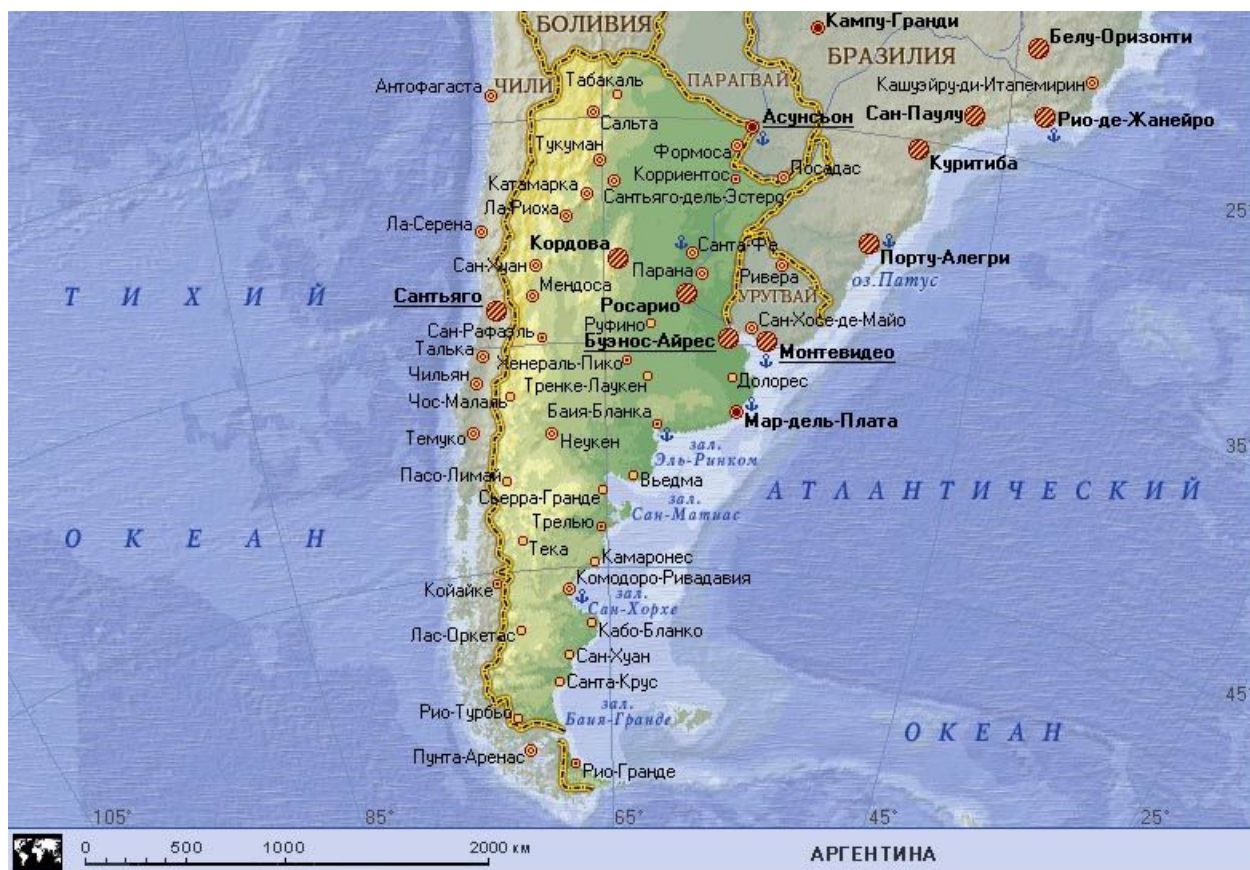 БОЛИВИЯ
Кампу-Гранди
Белу-Оризонти
БРАЗИЛИЯ
Антофагаста
ЧИЛИ
Табакаль
ПАРАГВАЙ
Кашуэйру-ди-Итапемирин
Сальта
Асунсьон
Сан-Паулу
Рио-де-Жанейро
Тукуман
Формоса
Куритиба
Катамарка
Корриентос
Посадас
Сантьяго-дель-Эстеро
Ла-Риоха
25°
Ла-Серена
Кордова
Санта-Фе
Порту-Алегри
Сан-Хуан
Парана
Ривера
оз.Патус
ТИХИЙ
Мендоса
Сантьяго
Росарио
УРУГВАЙ
Сан-Рафаэль
Руфино
Сан-Хосе-де-Майо
Буэнос-Айрес
Монтевидео
Талька
Хенераль-Пико
Чильян
Тренке-Лаукен
Долорес
Чос-Малаль
Баия-Бланка
Мар-дель-Плата
Темуко
Неукен
зал.
Эль-Ринком
35°
Пасо-Лимай
Вьедма
АТЛАНТИЧЕСКИЙ
Сьерра-Гранде
зал.
Сан-Матиас
Трелью
ОКЕАН
Тека
Камаронес
Койайке
Комодоро-Ривадавия
зал.
Сан-Хорхе
Лас-Оркетас
Кабо-Бланко
Сан-Хуан
Санта-Крус
45°
Рио-Турбьо
зал.
Баия-Гранде
ОКЕАН
Пунта-Аренас
Рио-Гранде
105°
85°
65°
45°
25°
0 500 1000 2000 км
АРГЕНТИНА